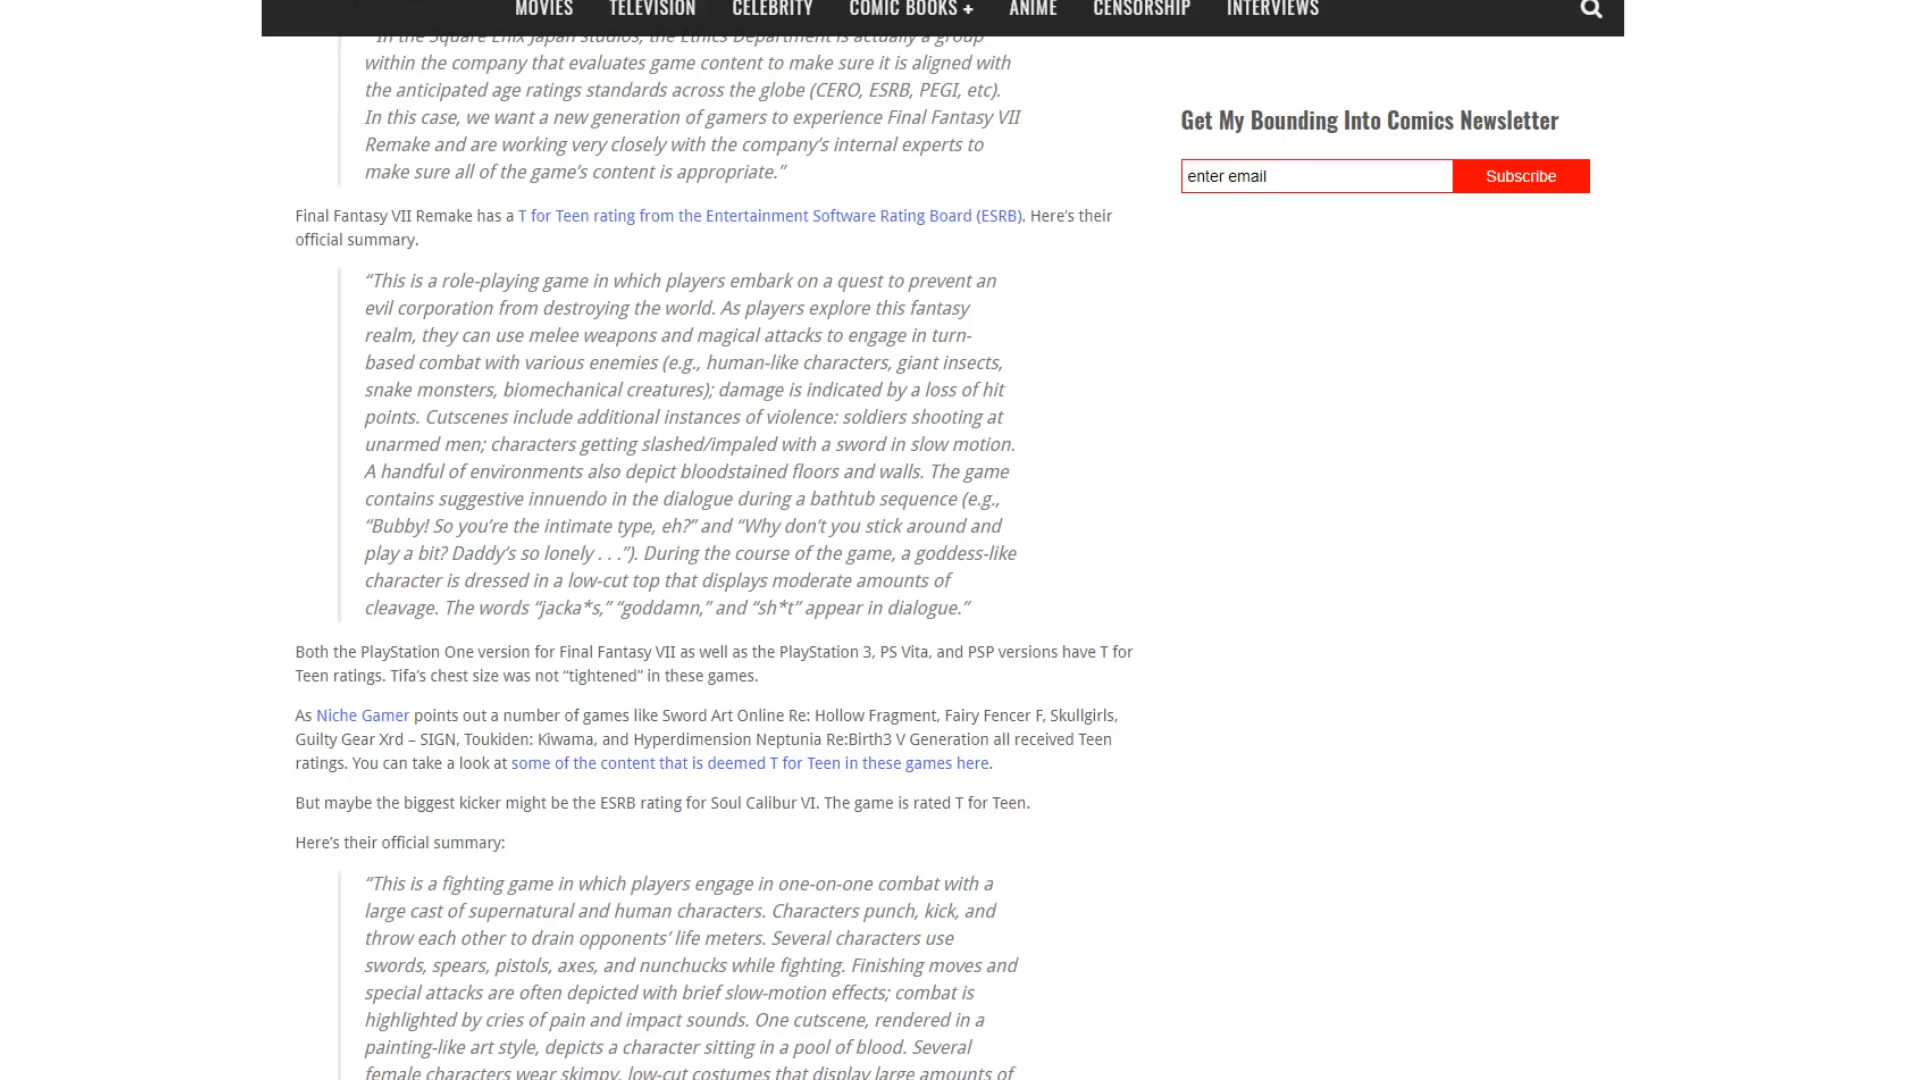 MOVIES TELEVISION CELEBRITY COMIC BOOKS + ANIME CENSORSHIP INTERVIEWS
“In the Square Enix Japan studios, the Ethics Department is actually a group
within the company that evaluates game content to make sure it is aligned with
the anticipated age ratings standards across the globe (CERO, ESRB, PEGI, etc).
In this case, we want a new generation of gamers to experience Final Fantasy VII
Remake and are working very closely with the company’s internal experts to
make sure all of the game’s content is appropriate.”
Final Fantasy VII Remake has a T for Teen rating from the Entertainment Software Rating Board (ESRB). Here’s their
official summary.
“This is a role-playing game in which players embark on a quest to prevent an
evil corporation from destroying the world. As players explore this fantasy
realm, they can use melee weapons and magical attacks to engage in turn-
based combat with various enemies (e.g., human-like characters, giant insects,
snake monsters, biomechanical creatures); damage is indicated by a loss of hit
points. Cutscenes include additional instances of violence: soldiers shooting at
unarmed men; characters getting slashed/impaled with a sword in slow motion.
A handful of environments also depict bloodstained floors and walls. The game
contains suggestive innuendo in the dialogue during a bathtub sequence (e.g.,
“Bubby! So you’re the intimate type, eh?” and “Why don’t you stick around and
play a bit? Daddy’s so lonely . . .”). During the course of the game, a goddess-like
character is dressed in a low-cut top that displays moderate amounts of
cleavage. The words “jacka*s,” “goddamn,” and “sh*t” appear in dialogue.”
Both the PlayStation One version for Final Fantasy VII as well as the PlayStation 3, PS Vita, and PSP versions have T for
Teen ratings. Tifa’s chest size was not “tightened” in these games.
As Niche Gamer points out a number of games like Sword Art Online Re: Hollow Fragment, Fairy Fencer F, Skullgirls,
Guilty Gear Xrd – SIGN, Toukiden: Kiwama, and Hyperdimension Neptunia Re:Birth3 V Generation all received Teen
ratings. You can take a look at some of the content that is deemed T for Teen in these games here.
But maybe the biggest kicker might be the ESRB rating for Soul Calibur VI. The game is rated T for Teen.
Here’s their official summary:
“This is a fighting game in which players engage in one-on-one combat with a
large cast of supernatural and human characters. Characters punch, kick, and
throw each other to drain opponents’ life meters. Several characters use
swords, spears, pistols, axes, and nunchucks while fighting. Finishing moves and
special attacks are often depicted with brief slow-motion effects; combat is
highlighted by cries of pain and impact sounds. One cutscene, rendered in a
painting-like art style, depicts a character sitting in a pool of blood. Several
female characters wear skimpy, low-cut costumes that display large amounts of
Get My Bounding Into Comics Newsletter
enter email
Subscribe